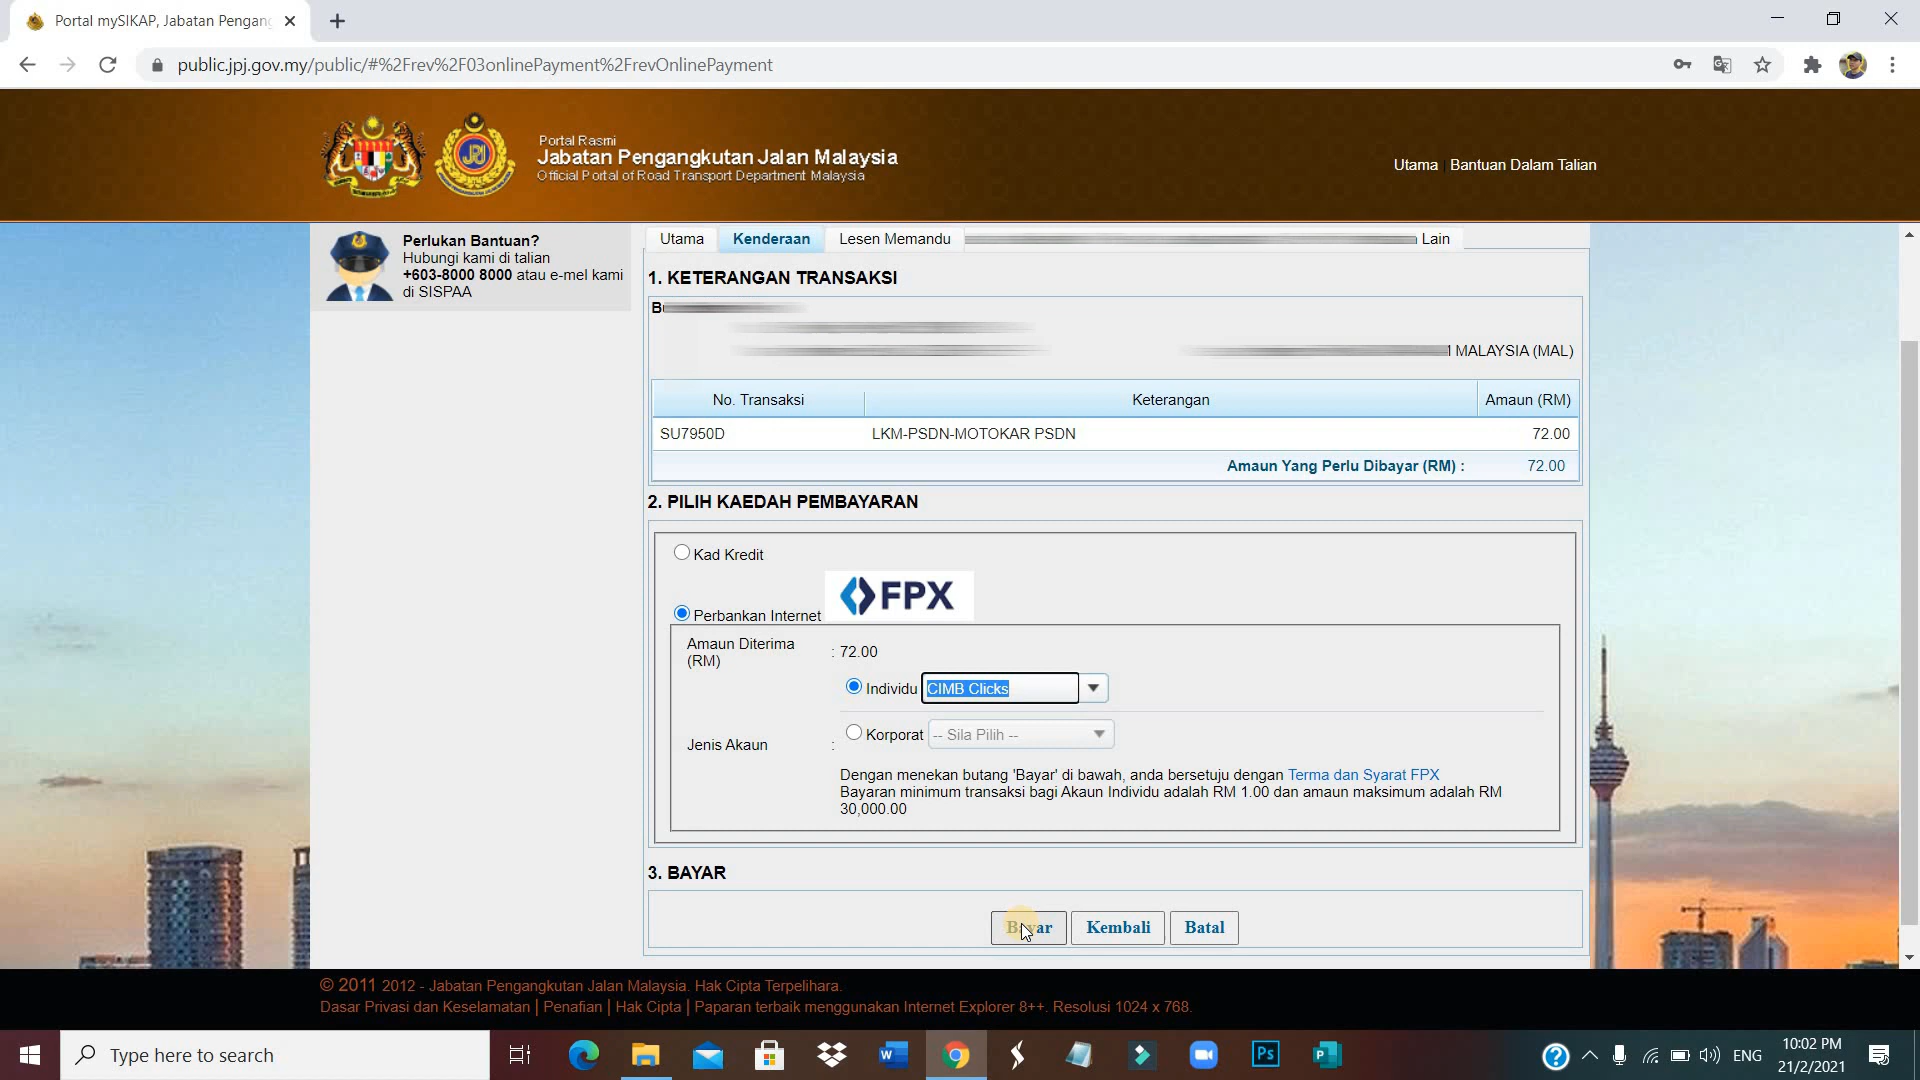 Portal mySIKAP, Jabatan Pengang
public.jpj.gov.my/public/#%2Frev%2F03onlinePayment%2FrevOnlinePayment
Portal Rasmi
Jabatan Pengangkutan Jalan Malaysia
Official Portal of Road Transport Department Malaysia
Utama Bantuan Dalam Talian
Perlukan Bantuan?
Hubungi kami di talian
+603-8000 8000 atau e-mel kami
di SISPAA
Utama Kenderaan Lesen Memandu Lain
1. KETERANGAN TRANSAKSI
MALAYSIA (MAL)
No. Transaksi Keterangan Amaun (RM)
SU7950D LKM-PSDN-MOTOKAR PSDN 72.00
Amaun Yang Perlu Dibayar (RM) : 72.00
2. PILIH KAEDAH PEMBAYARAN
Kad Kredit
FPX
Perbankan Internet
Amaun Diterima
(RM) : 72.00
Individu CIMB Clicks
Korporat -- Sila Pilih --
Jenis Akaun :
Dengan menekan butang 'Bayar' di bawah, anda bersetuju dengan Terma dan Syarat FPX
Bayaran minimum transaksi bagi Akaun Individu adalah RM 1.00 dan amaun maksimum adalah RM
30,000.00
3. BAYAR
Bayar Kembali Batal
© 2011 2012 - Jabatan Pengangkutan Jalan Malaysia. Hak Cipta Terpelihara.
Dasar Privasi dan Keselamatan | Penafian | Hak Cipta | Paparan terbaik menggunakan Internet Explorer 8++. Resolusi 1024 x 768.
Type here to search
ENG
10:02 PM
21/2/2021